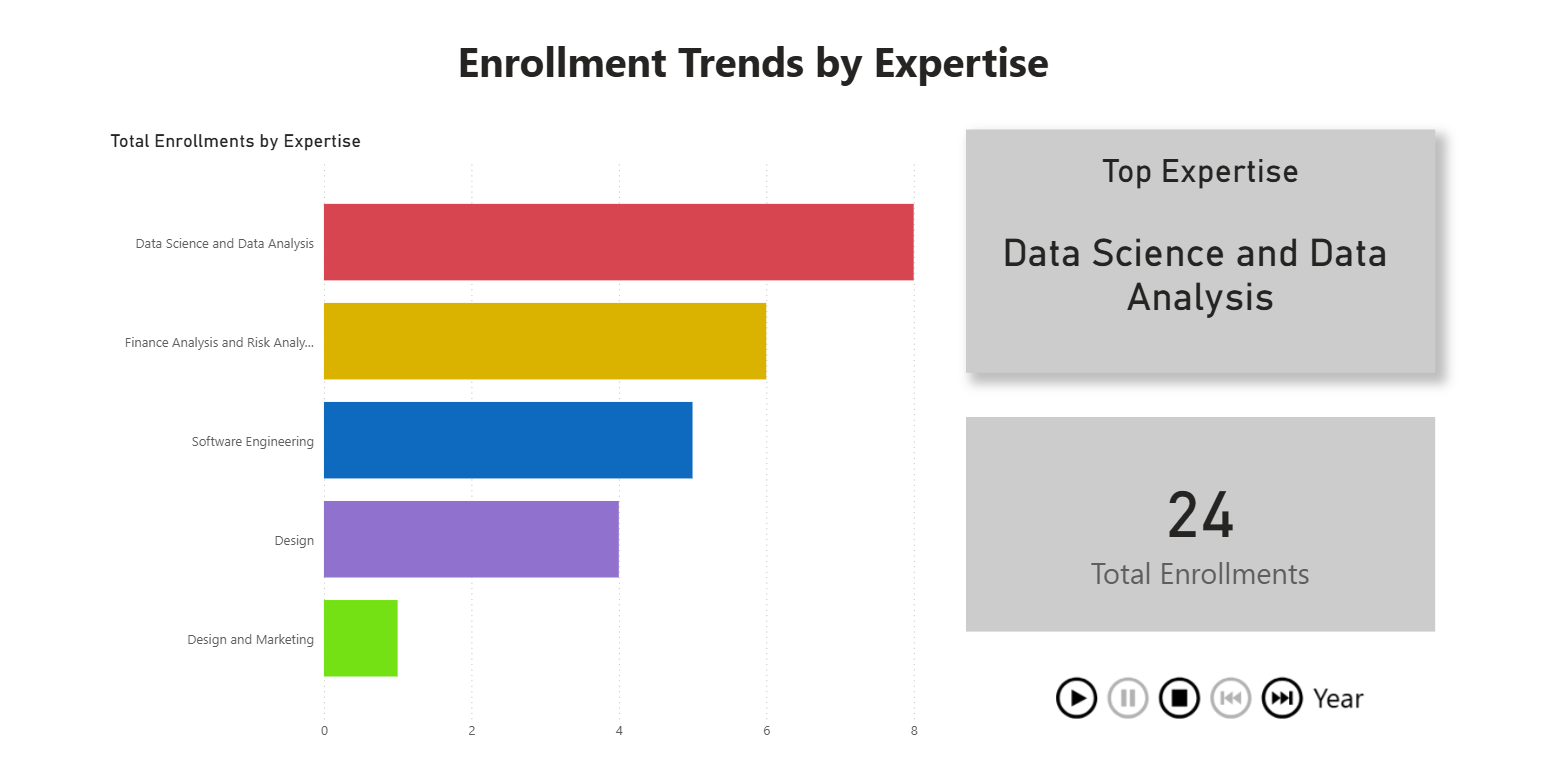 Enrollment Trends by Expertise
Total Enrollments by Expertise
Data Science and Data Analysis
Finance Analysis and Risk Analy...
Software Engineering
Design
Design and Marketing
0 2 4 6 8
Top Expertise
Data Science and Data
Analysis
24
Total Enrollments
Year